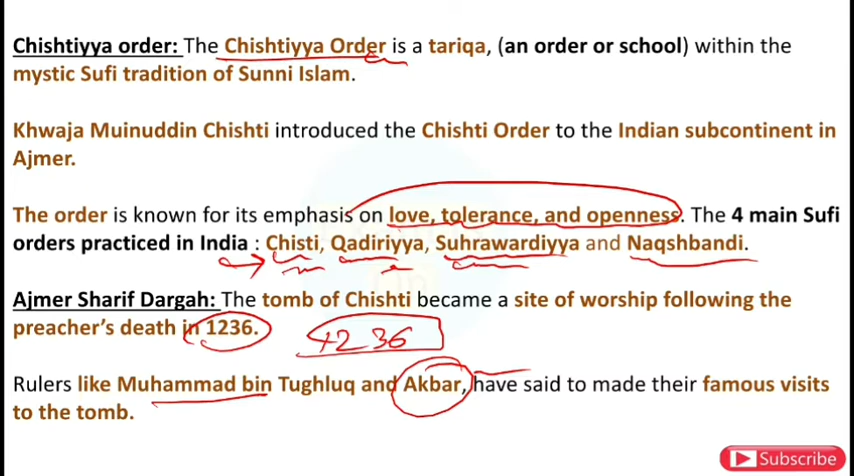 Chishtiyya order: The Chishtiyya Order is a tariqa, (an order or school) within the
mystic Sufi tradition of Sunni Islam.
Khwaja Muinuddin Chishti introduced the Chishti Order to the Indian subcontinent in
Ajmer.
The order is known for its emphasis on love, tolerance, and openness. The 4 main Sufi
orders practiced in India : Chisti, Qadiriyya, Suhrawardiyya and Naqshbandi.
Ajmer Sharif Dargah: The tomb of Chishti became a site of worship following the
preacher's death in 1236.
1236
Rulers like Muhammad bin Tughluq and Akbar, have said to made their famous visits
to the tomb.
Subscribe